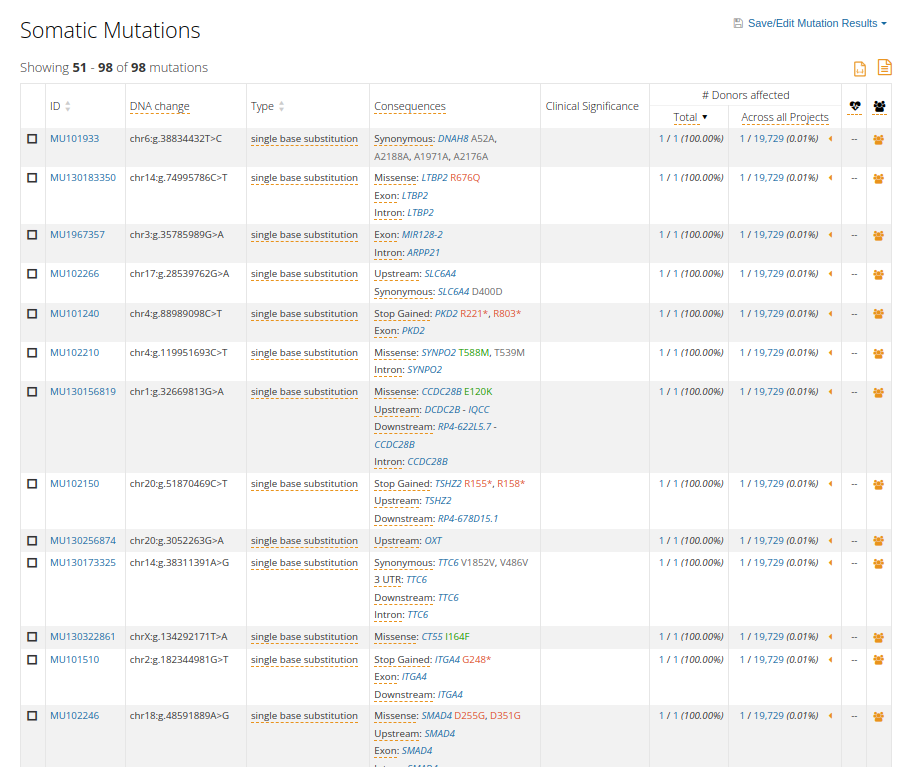 Somatic Mutations
Save/Edit Mutation Results
Showing 51 - 98 of 98 mutations
# Donors affected
ID DNA change Type Consequences Clinical Significance
Total Across all Projects
MU101933 chr6:g.38834432T>C single base substitution Synonymous: DNAH8 A52A, 1 / 1 (100.00%) 1 / 19,729 (0.01%) --
A2188A, A1971A, A2176A
MU130183350 chr14:g.74995786C>T single base substitution Missense: LTBP2 R676Q 1 / 1 (100.00%) 1 / 19,729 (0.01%) --
Exon: LTBP2
Intron: LTBP2
MU1967357 chr3:g.35785989G>A single base substitution Exon: MIR128-2 1 / 1 (100.00%) 1 / 19,729 (0.01%) --
Intron: ARPP21
MU102266 chr17:g.28539762G>A single base substitution Upstream: SLC6A4 1 / 1 (100.00%) 1 / 19,729 (0.01%) --
Synonymous: SLC6A4 D400D
MU101240 chr4:g.88989098C>T single base substitution Stop Gained: PKD2 R221*, R803* 1 / 1 (100.00%) 1 / 19,729 (0.01%) --
Exon: PKD2
MU102210 chr4:g.119951693C>T single base substitution Missense: SYNPO2 T588M, T539M 1 / 1 (100.00%) 1 / 19,729 (0.01%) --
Intron: SYNPO2
MU130156819 chr1:g.32669813G>A single base substitution Missense: CCDC28B E120K 1 / 1 (100.00%) 1 / 19,729 (0.01%) --
Upstream: DCDC2B - IQCC
Downstream: RP4-622L5.7 -
CCDC28B
Intron: CCDC28B
MU102150 chr20:g.51870469C>T single base substitution Stop Gained: TSHZ2 R155*, R158* 1 / 1 (100.00%) 1 / 19,729 (0.01%) --
Upstream: TSHZ2
Downstream: RP4-678D15.1
MU130256874 chr20:g.3052263G>A single base substitution Upstream: OXT 1 / 1 (100.00%) 1 / 19,729 (0.01%) --
MU130173325 chr14:g.38311391A>G single base substitution Synonymous: TTC6 V1852V, V486V 1 / 1 (100.00%) 1 / 19,729 (0.01%) --
3 UTR: TTC6
Downstream: TTC6
Intron: TTC6
MU130322861 chrX:g.134292171T>A single base substitution Missense: CT55 I164F 1 / 1 (100.00%) 1 / 19,729 (0.01%) --
MU101510 chr2:g.182344981G>T single base substitution Stop Gained: ITGA4 G248* 1 / 1 (100.00%) 1 / 19,729 (0.01%) --
Exon: ITGA4
Downstream: ITGA4
MU102246 chr18:g.48591889A>G single base substitution Missense: SMAD4 D255G, D351G 1 / 1 (100.00%) 1 / 19,729 (0.01%) --
Upstream: SMAD4
Exon: SMAD4